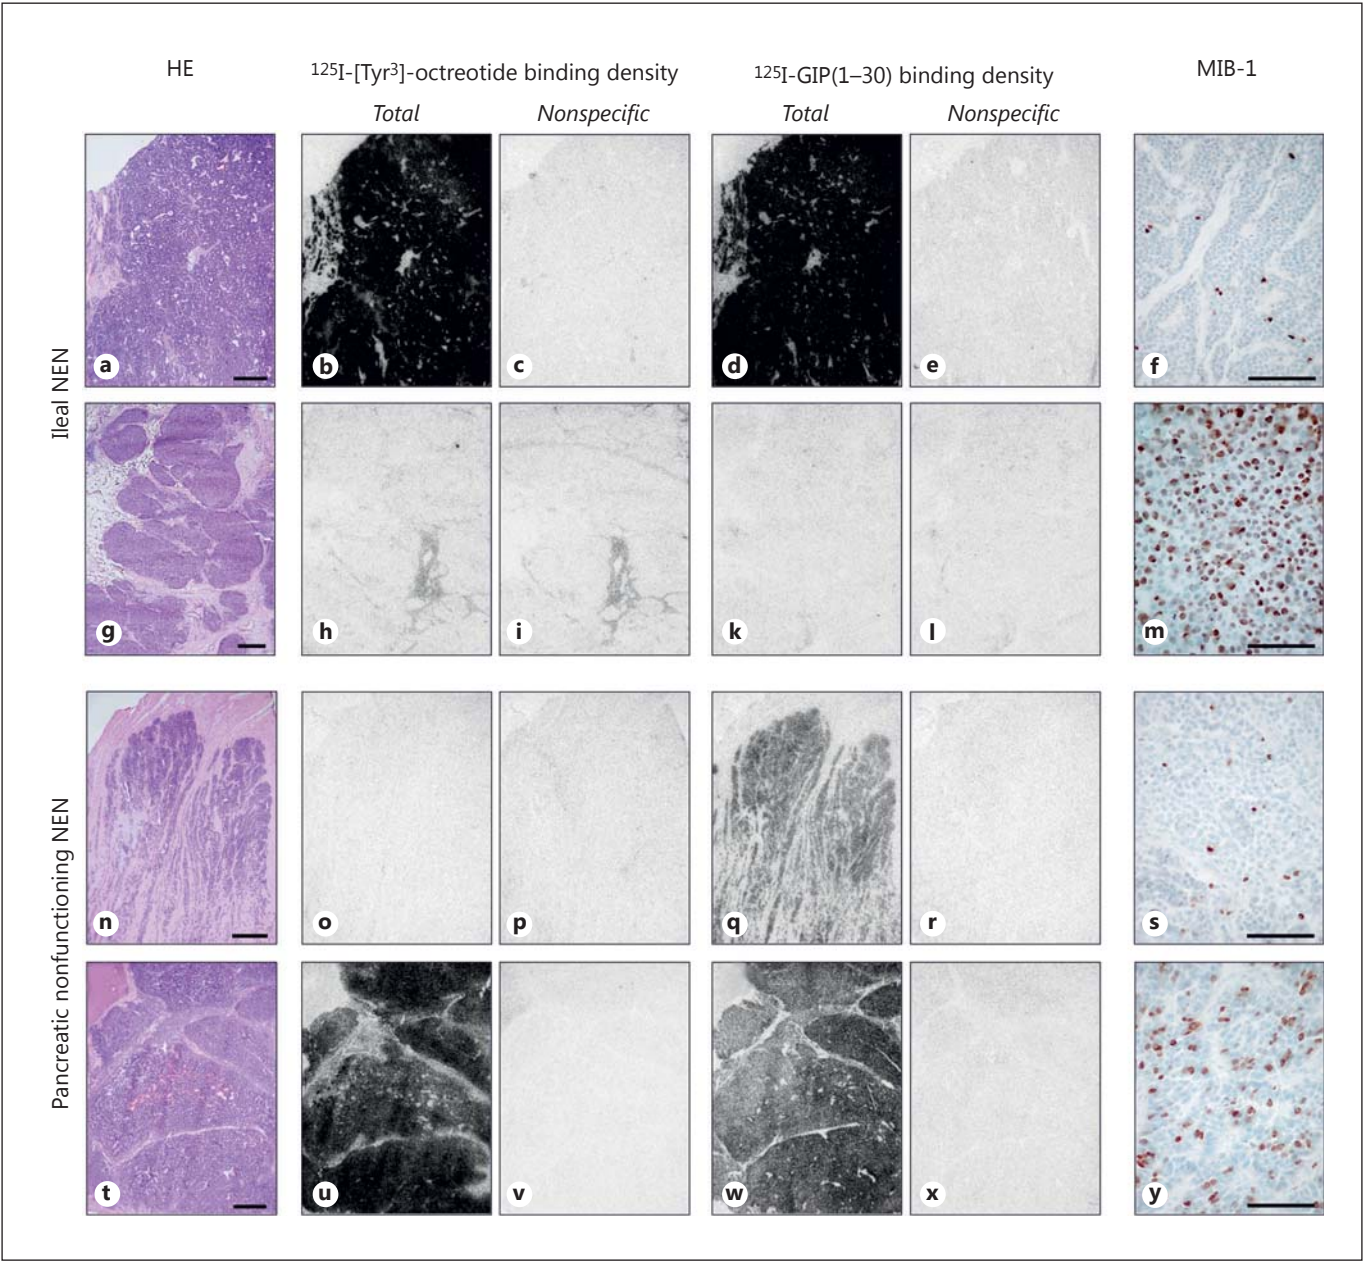 HE
¹²⁵I-[Tyr³]-octreotide binding density
¹²⁵I-GIP(1–30) binding density
MIB-1
Total
Nonspecific
Total
Nonspecific
Ileal NEN
a
b
c
d
e
f
g
h
i
k
l
m
Pancreatic nonfunctioning NEN
n
o
p
q
r
s
t
u
v
w
x
y